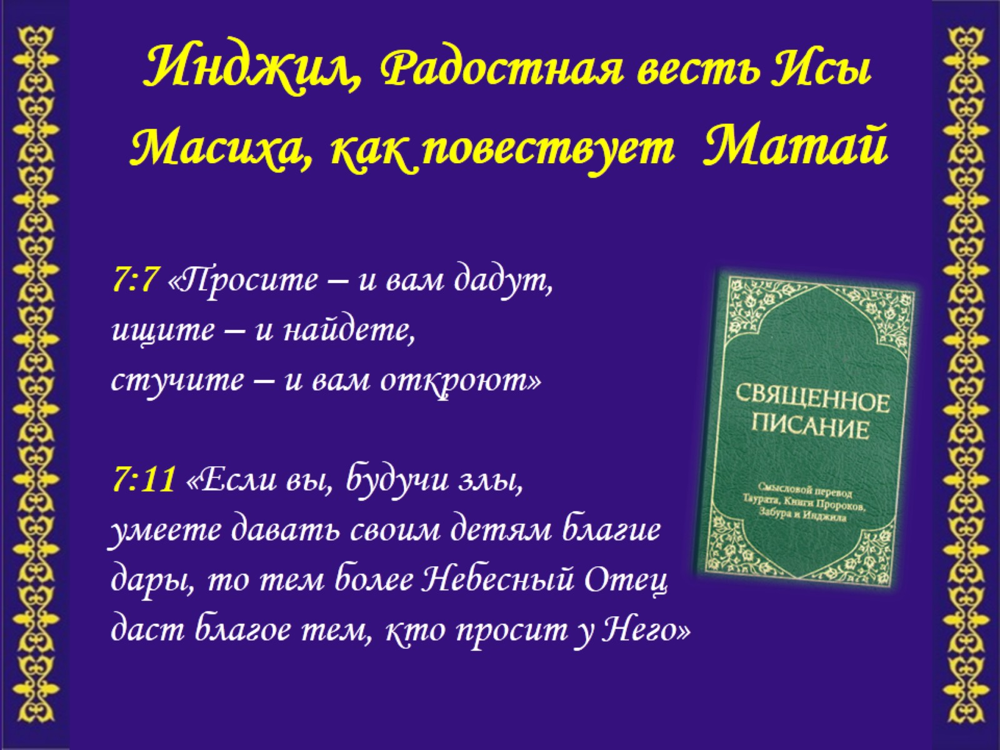 Инджил, Радостная весть Исы
Масиха, как повествует Матай
7:7 «Просите – и вам дадут,
ищите – и найдете,
стучите – и вам откроют»
7:11 «Если вы, будучи злы,
умеете давать своим детям благие
дары, то тем более Небесный Отец
даст благое тем, кто просит у Него»
СВЯЩЕННОЕ
ПИСАНИЕ
Смысловой перевод
Таурата, Книги Пророков,
Забура и Инджила